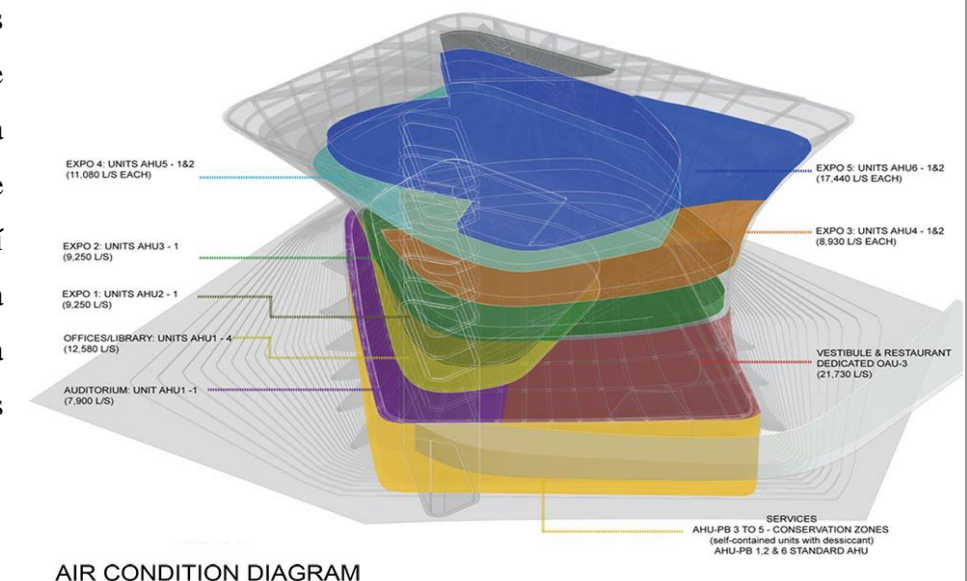 s
e
a
e
í
a
a
s
EXPO 4: UNITS AHU5 - 1&2
(11,080 L/S EACH)
EXPO 2: UNITS AHU3 - 1
(9,250 L/S)
EXPO 1: UNITS AHU2 - 1
(9,250 L/S)
OFFICES/LIBRARY: UNITS AHU1 - 4
(12,580 L/S)
AUDITORIUM: UNIT AHU1 -1
(7,900 L/S)
EXPO 5: UNITS AHU6 - 1&2
(17,440 L/S EACH)
EXPO 3: UNITS AHU4 - 1&2
(8,930 L/S EACH)
VESTIBULE & RESTAURANT
DEDICATED OAU-3
(21,730 L/S)
SERVICES
AHU-PB 3 TO 5 - CONSERVATION ZONES
(self-contained units with dessiccant)
AHU-PB 1,2 & 6 STANDARD AHU
AIR CONDITION DIAGRAM